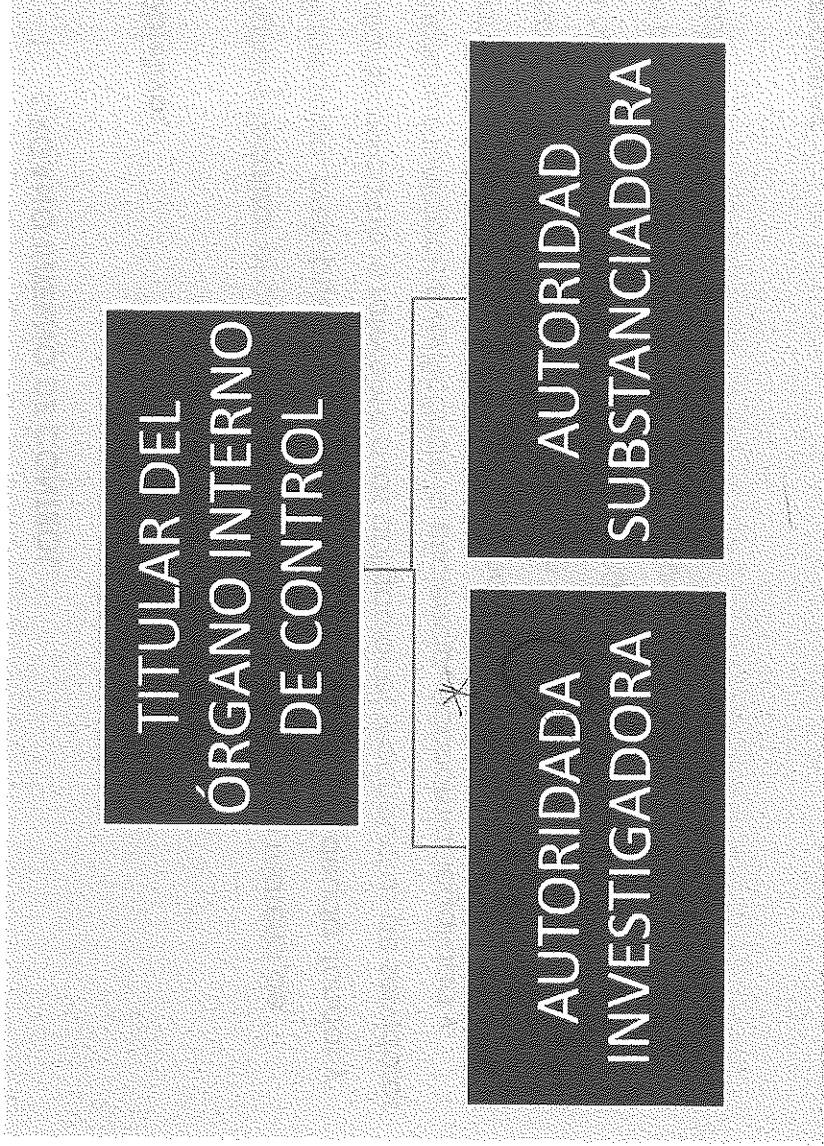 TITULAR DEL
ÓRGANO INTERNO
DE CONTROL
AUTORIDADA
INVESTIGADORA
AUTORIDAD
SUBSTANCIADORA